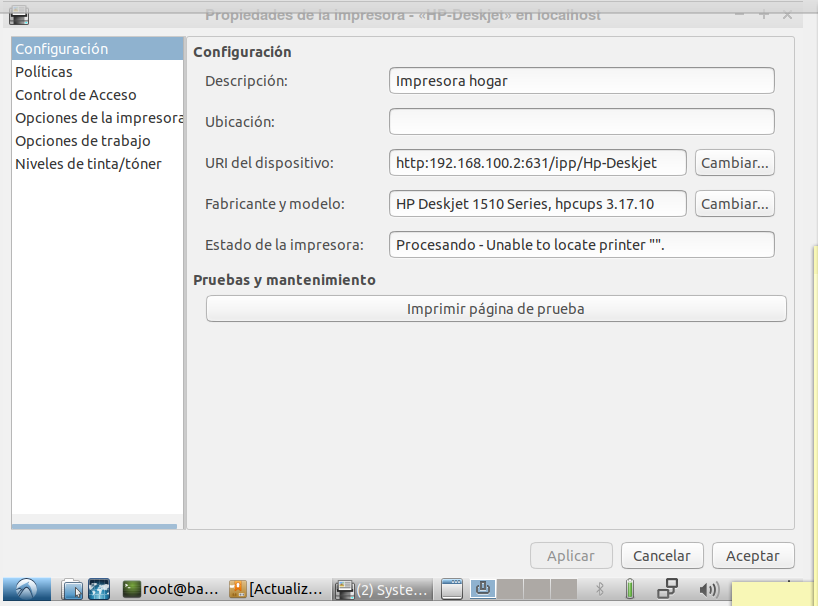 Propiedades de la impresora - «HP-Deskjet» en localhost
Configuración
Políticas
Control de Acceso
Opciones de la impresora
Opciones de trabajo
Niveles de tinta/tóner
Configuración
Descripción: Impresora hogar
Ubicación:
URI del dispositivo: http:192.168.100.2:631/ipp/Hp-Deskjet Cambiar...
Fabricante y modelo: HP Deskjet 1510 Series, hpcups 3.17.10 Cambiar...
Estado de la impresora: Procesando - Unable to locate printer "".
Pruebas y mantenimiento
Imprimir página de prueba
Aplicar Cancelar Aceptar
root@ba... [Actualiz... (2) Syste...